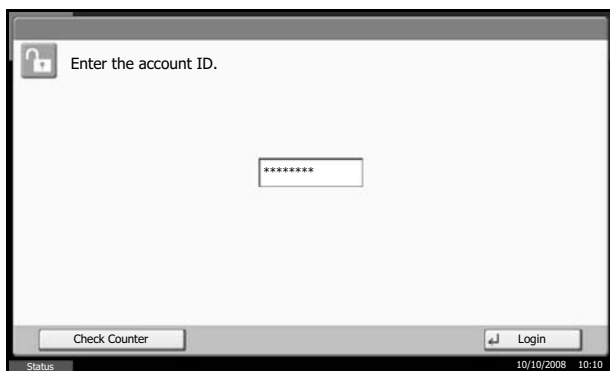 Enter the account ID.
********
Check Counter
Login
Status
10/10/2008 10:10